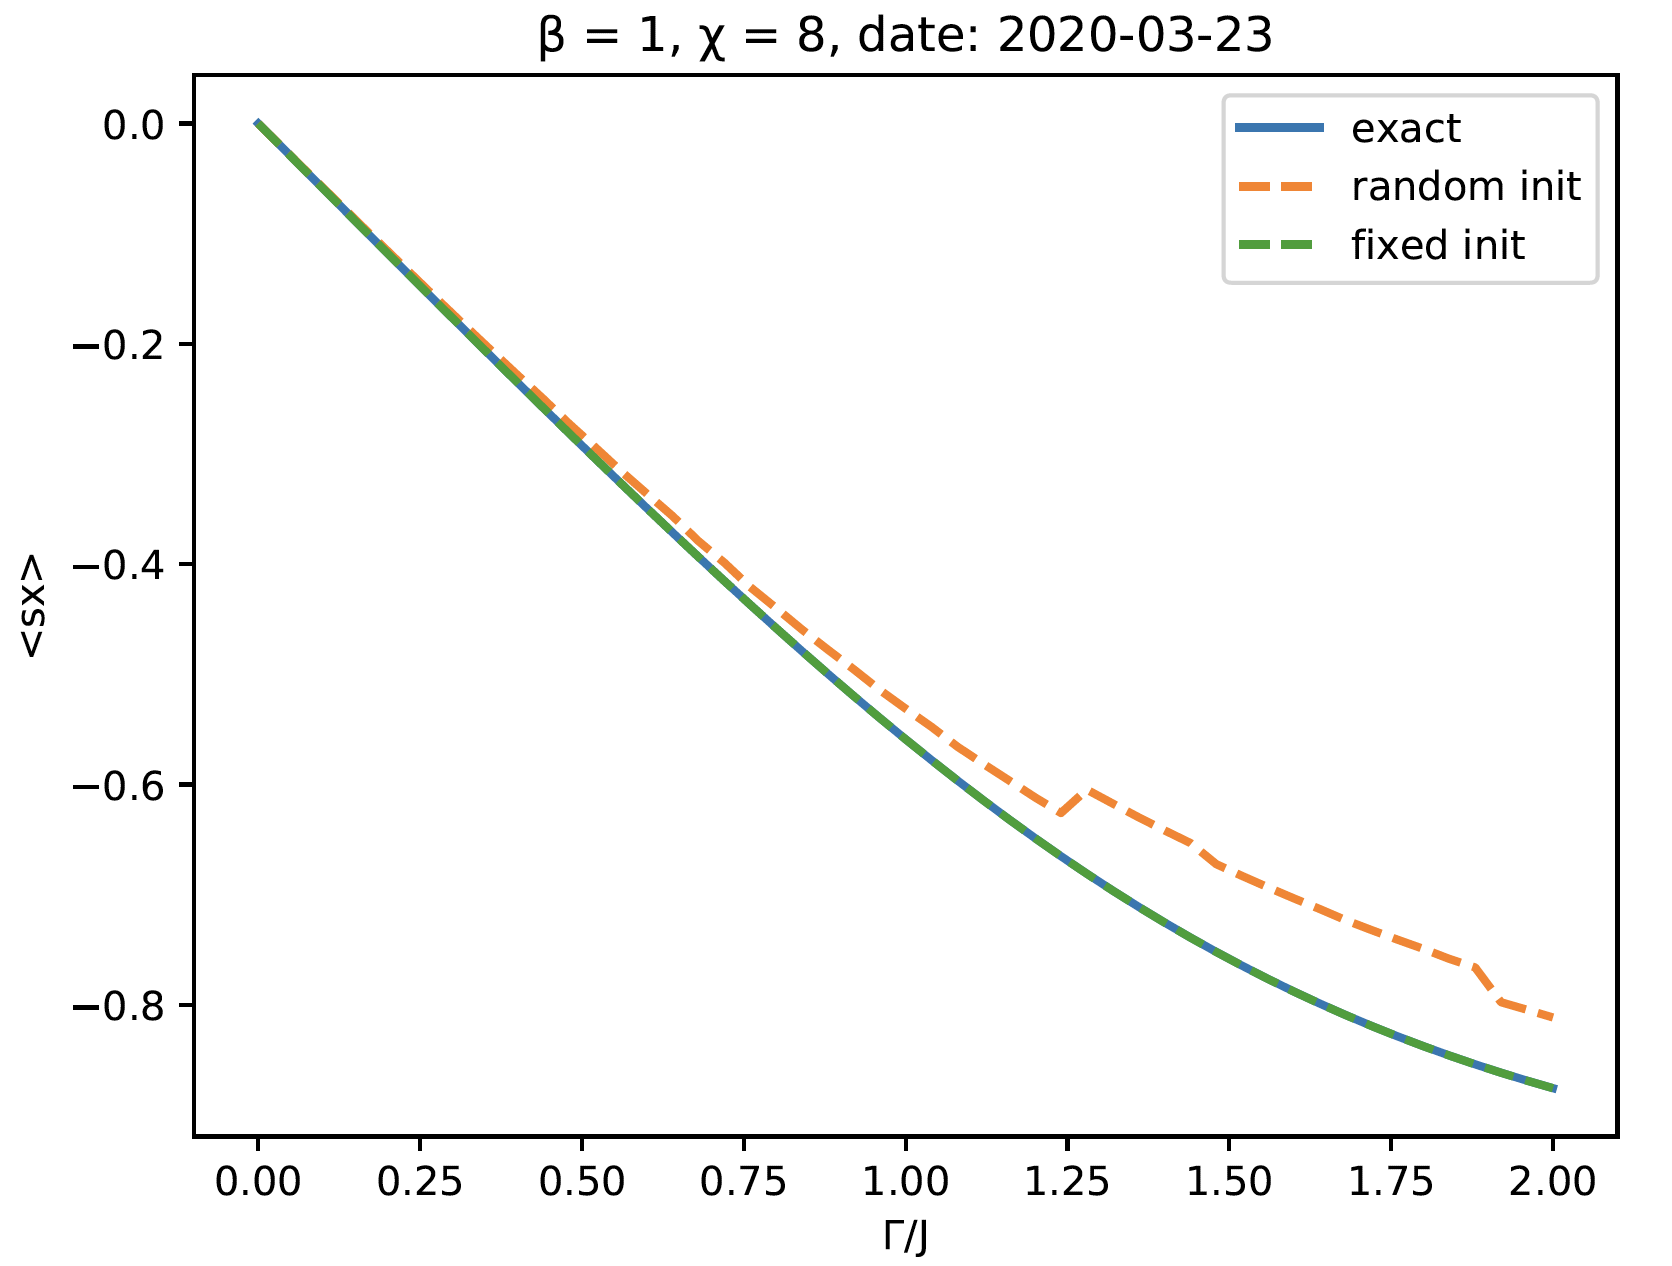 β = 1, χ = 8, date: 2020-03-23
exact
random init
fixed init
0.0
−0.2
−0.4
−0.6
−0.8
<sx>
0.00 0.25 0.50 0.75 1.00 1.25 1.50 1.75 2.00
Γ/J